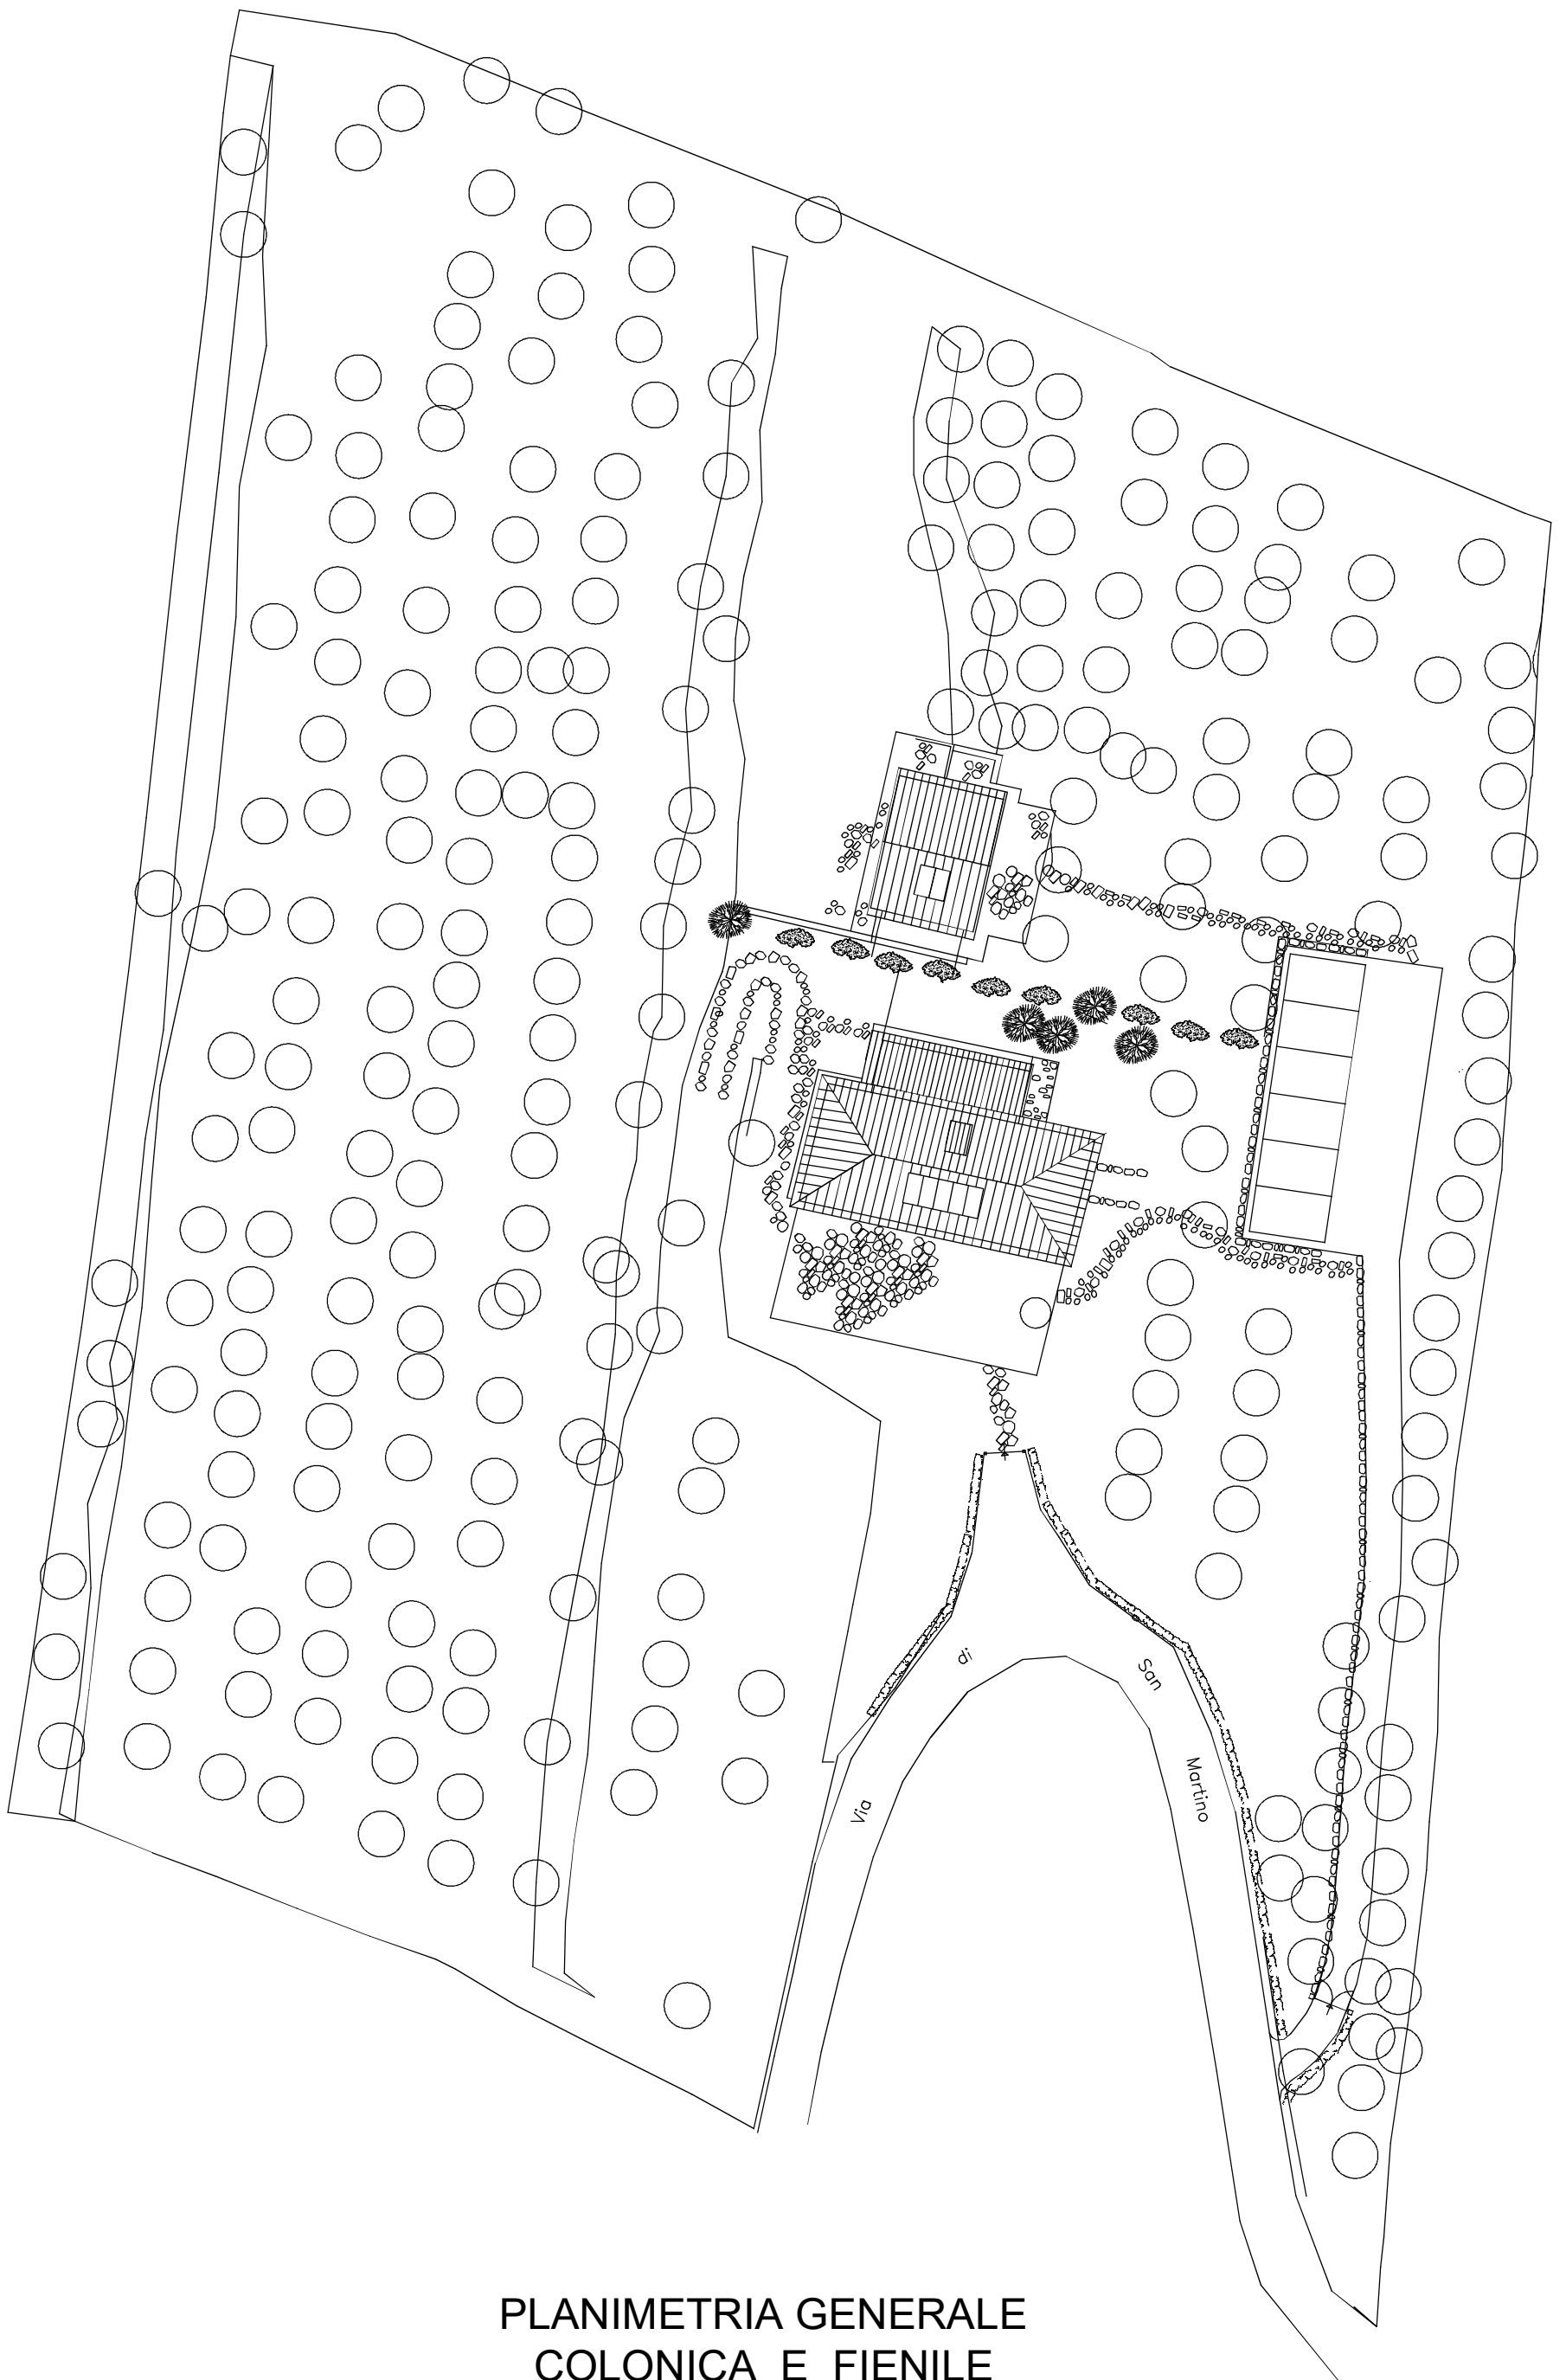 Via
di
San
Martino
PLANIMETRIA GENERALE
COLONICA E FIENILE